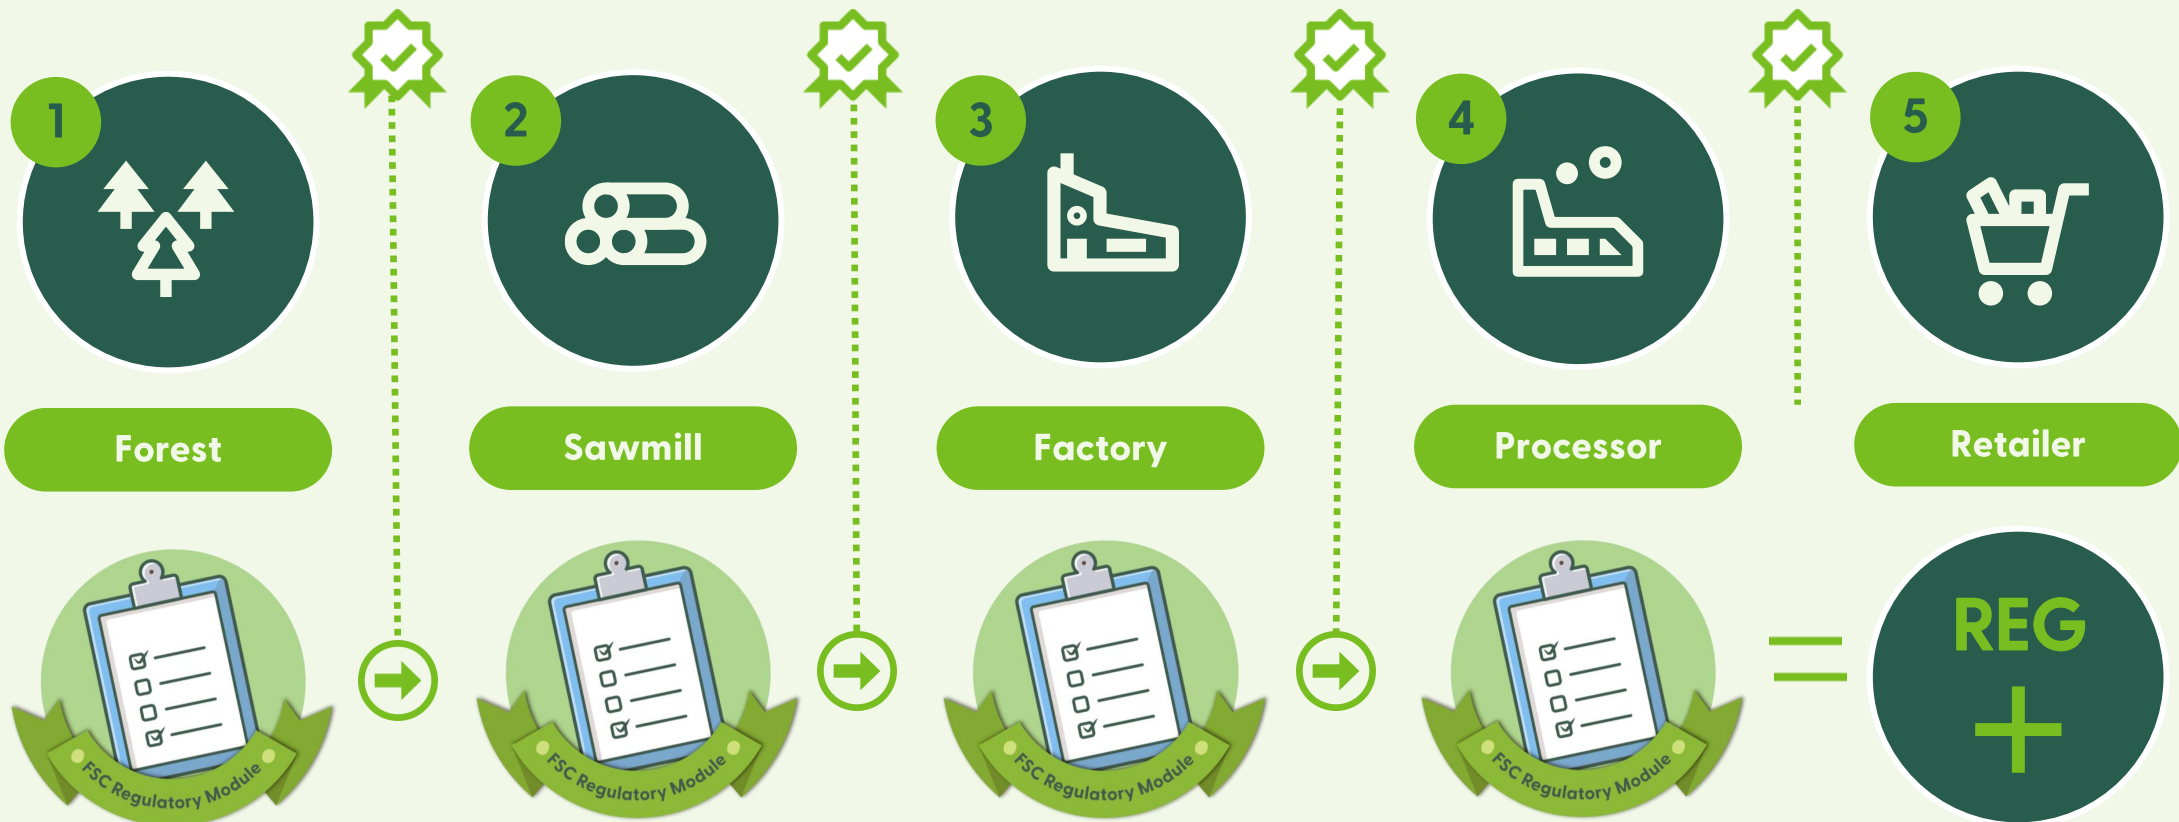 1
2
3
4
5
Forest
Sawmill
Factory
Processor
Retailer
FSC Regulatory Module
FSC Regulatory Module
FSC Regulatory Module
FSC Regulatory Module
=
REG
+